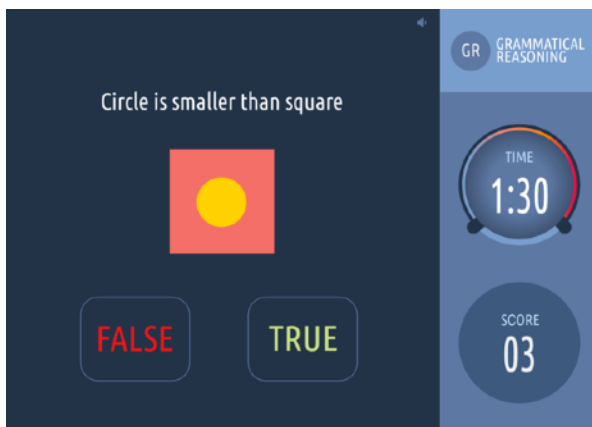 Circle is smaller than square
FALSE
TRUE
GR
GRAMMATICAL
REASONING
TIME
1:30
SCORE
03